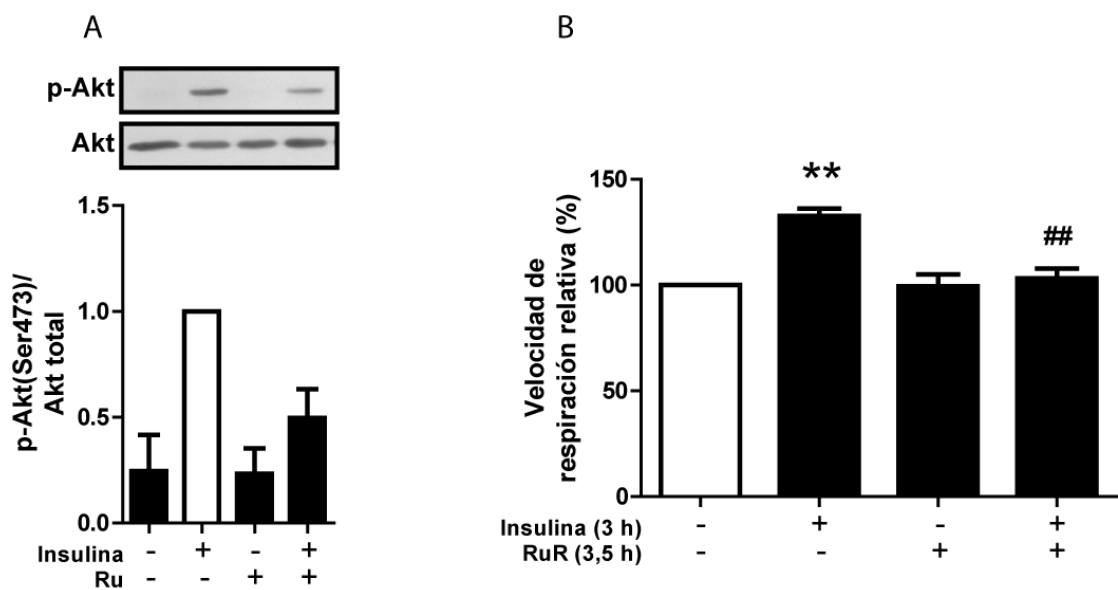 A
p-Akt
Akt
p-Akt(Ser473)/
Akt total
1.5
1.0
0.5
0.0
Insulina - + - +
Ru - - + +
B
Velocidad de
respiración relativa (%)
150
100
50
0
**
##
Insulina (3 h) - + - +
RuR (3,5 h) - - + +